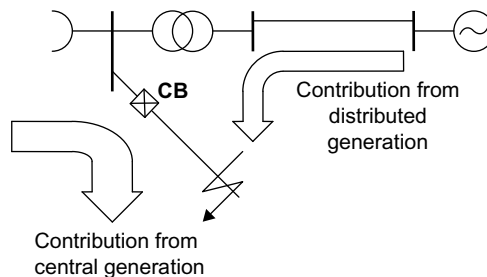 CB
Contribution from
distributed
generation
Contribution from
central generation